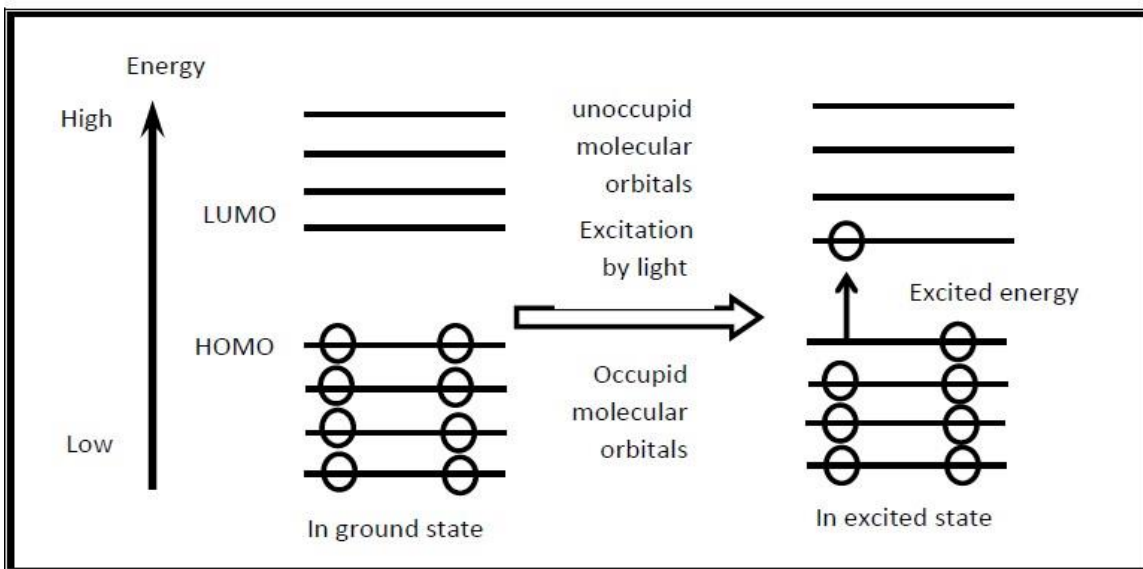 Energy
High
LUMO
HOMO
Low
In ground state
unoccupid
molecular
orbitals
Excitation
by light
Occupid
molecular
orbitals
Excited energy
In excited state